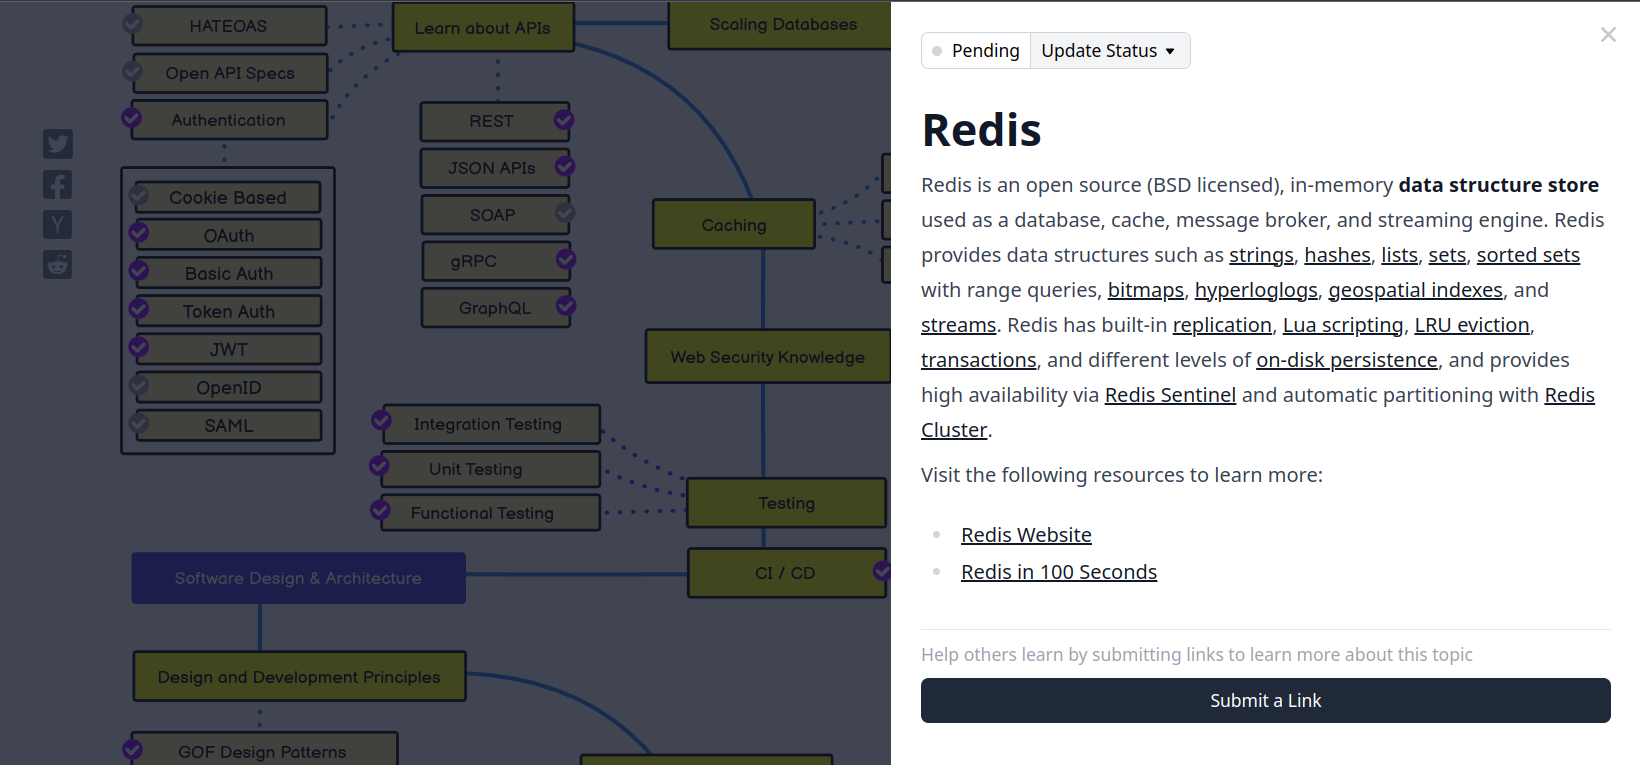 HATEOAS
Open API Specs
Authentication
Learn about APIs
Scaling Databases
REST
JSON APIs
SOAP
gRPC
GraphQL
Cookie Based
OAuth
Basic Auth
Token Auth
JWT
OpenID
SAML
Caching
Web Security Knowledge
Integration Testing
Unit Testing
Functional Testing
Testing
CI / CD
Software Design & Architecture
Design and Development Principles
GOF Design Patterns
Pending
Update Status
Redis
Redis is an open source (BSD licensed), in-memory data structure store
used as a database, cache, message broker, and streaming engine. Redis
provides data structures such as strings, hashes, lists, sets, sorted sets
with range queries, bitmaps, hyperloglogs, geospatial indexes, and
streams. Redis has built-in replication, Lua scripting, LRU eviction,
transactions, and different levels of on-disk persistence, and provides
high availability via Redis Sentinel and automatic partitioning with Redis
Cluster.
Visit the following resources to learn more:
Redis Website
Redis in 100 Seconds
Help others learn by submitting links to learn more about this topic
Submit a Link